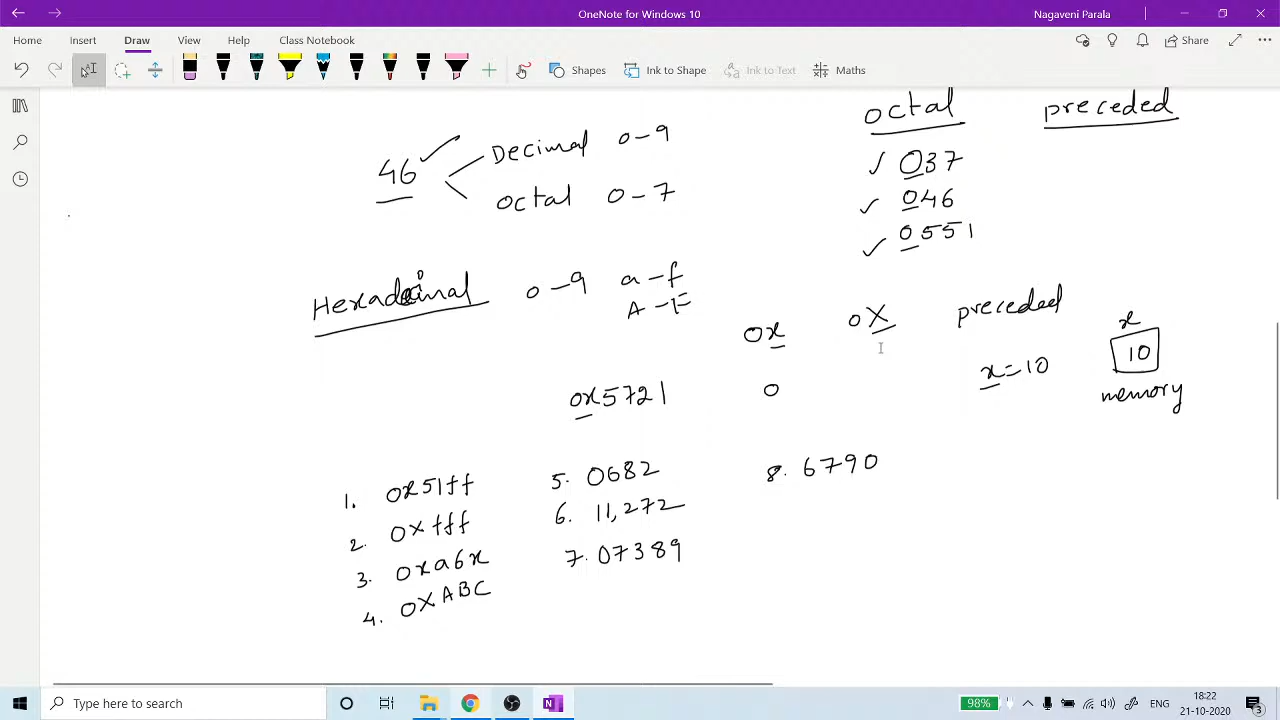 OneNote for Windows 10
Nagaveni Parala
Home Insert Draw View Help Class Notebook
Share
Shapes Ink to Shape Ink to Text Maths
octal preceded
46 Decimal 0-9
octal 0-7
037
046
0551
Hexadecimal 0-9 a-f
A-F
0x 0X preceded
x=10
x
10
memory
0x5721 0
1. 0x51ff
2. 0Xfff
3. 0xa6x
4. 0XABC
5. 0682
6. 11,272
7. 07389
8. 6790
Type here to search
98%
ENG
18:22
21-10-2020
3